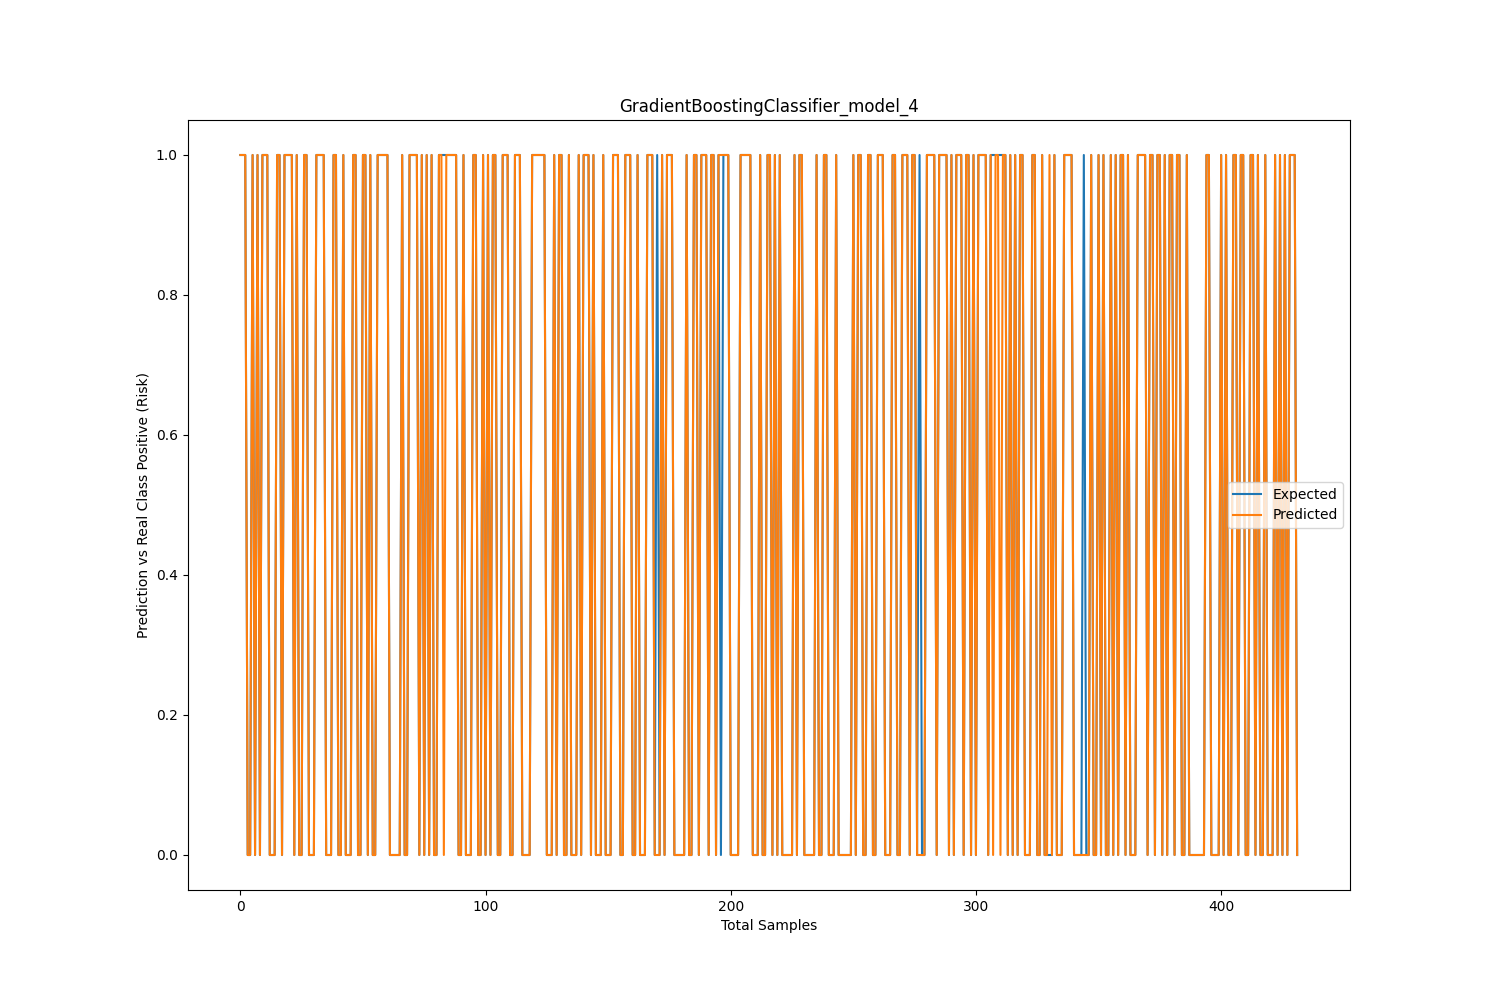 GradientBoostingClassifier_model_4
1.0
0.8
0.6
0.4
0.2
0.0
Prediction vs Real Class Positive (Risk)
Expected
Predicted
0
100
200
300
400
Total Samples